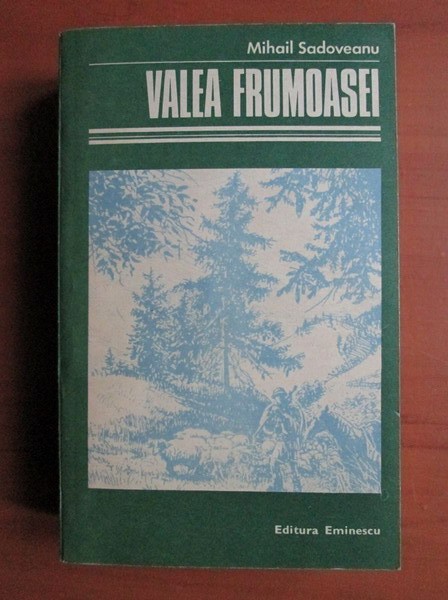 Mihail Sadoveanu
VALEA FRUMOASEI
Editura Eminescu